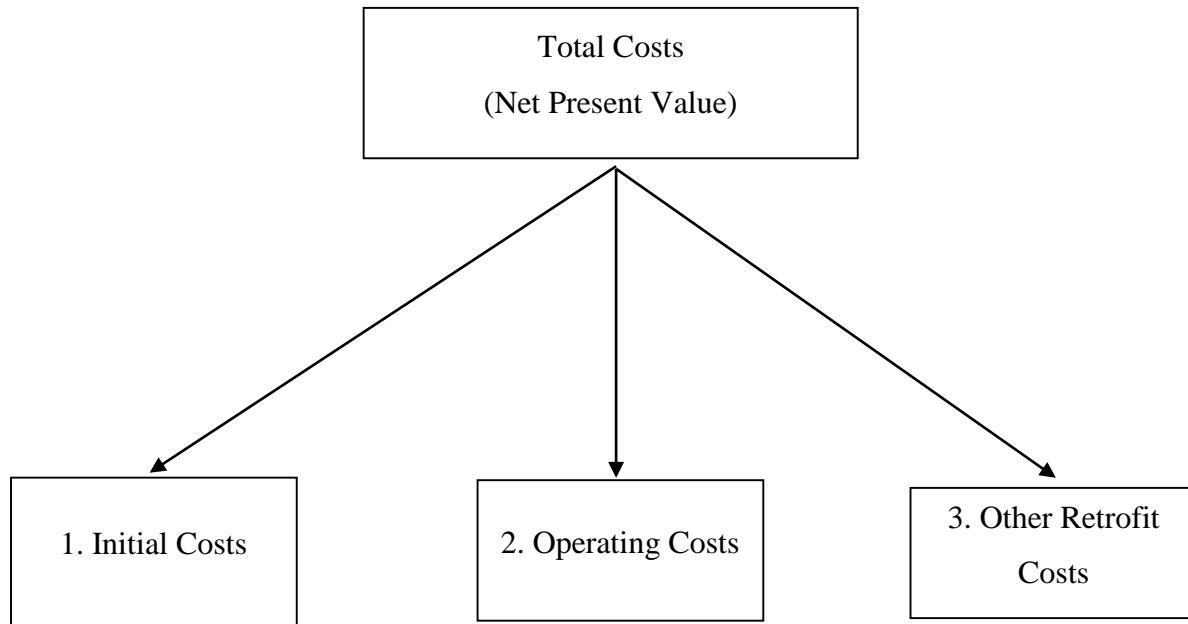 Total Costs
(Net Present Value)
1. Initial Costs
2. Operating Costs
3. Other Retrofit
Costs